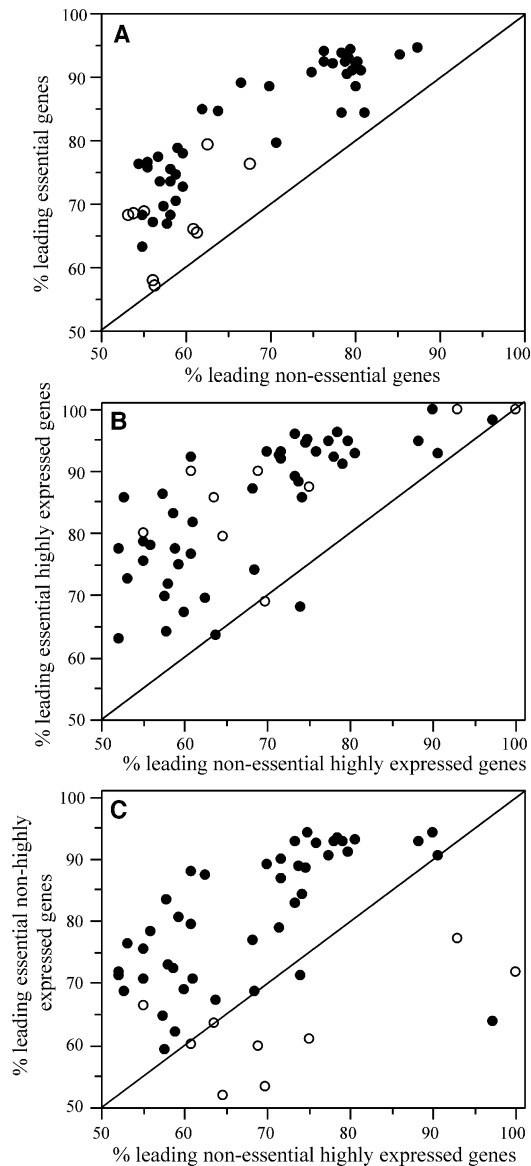 A
100
90
80
70
60
50
% leading essential genes
50 60 70 80 90 100
% leading non-essential genes
B
100
90
80
70
60
50
% leading essential highly expressed genes
50 60 70 80 90 100
% leading non-essential highly expressed genes
C
100
90
80
70
60
50
% leading essential non-highly
expressed genes
50 60 70 80 90 100
% leading non-essential highly expressed genes